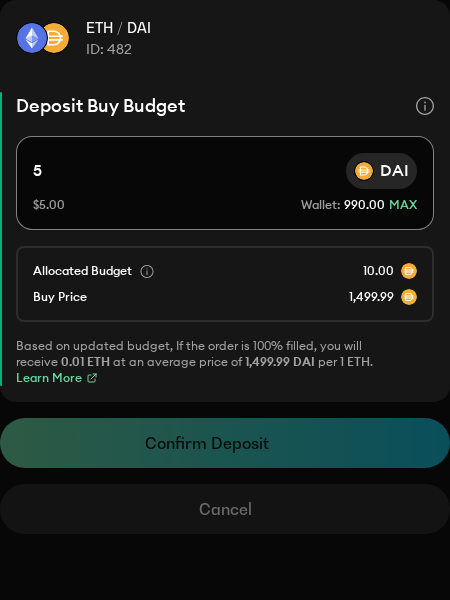 ETH / DAI
ID: 482
Deposit Buy Budget
5
DAI
$5.00
Wallet: 990.00 MAX
Allocated Budget
10.00
Buy Price
1,499.99
Based on updated budget, If the order is 100% filled, you will
receive 0.01 ETH at an average price of 1,499.99 DAI per 1 ETH.
Learn More
Confirm Deposit
Cancel